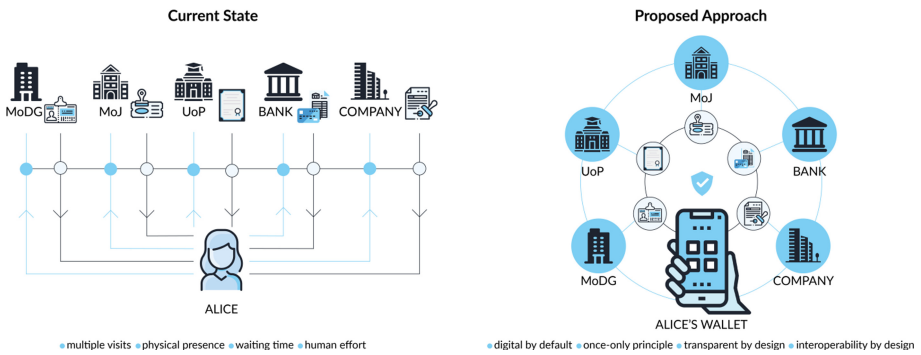 Current State
MoDG
MoJ
UoP
BANK
COMPANY
ALICE
• multiple visits • physical presence • waiting time • human effort
Proposed Approach
MoJ
UoP
BANK
MoDG
COMPANY
ALICE'S WALLET
• digital by default • once-only principle • transparent by design • interoperability by design